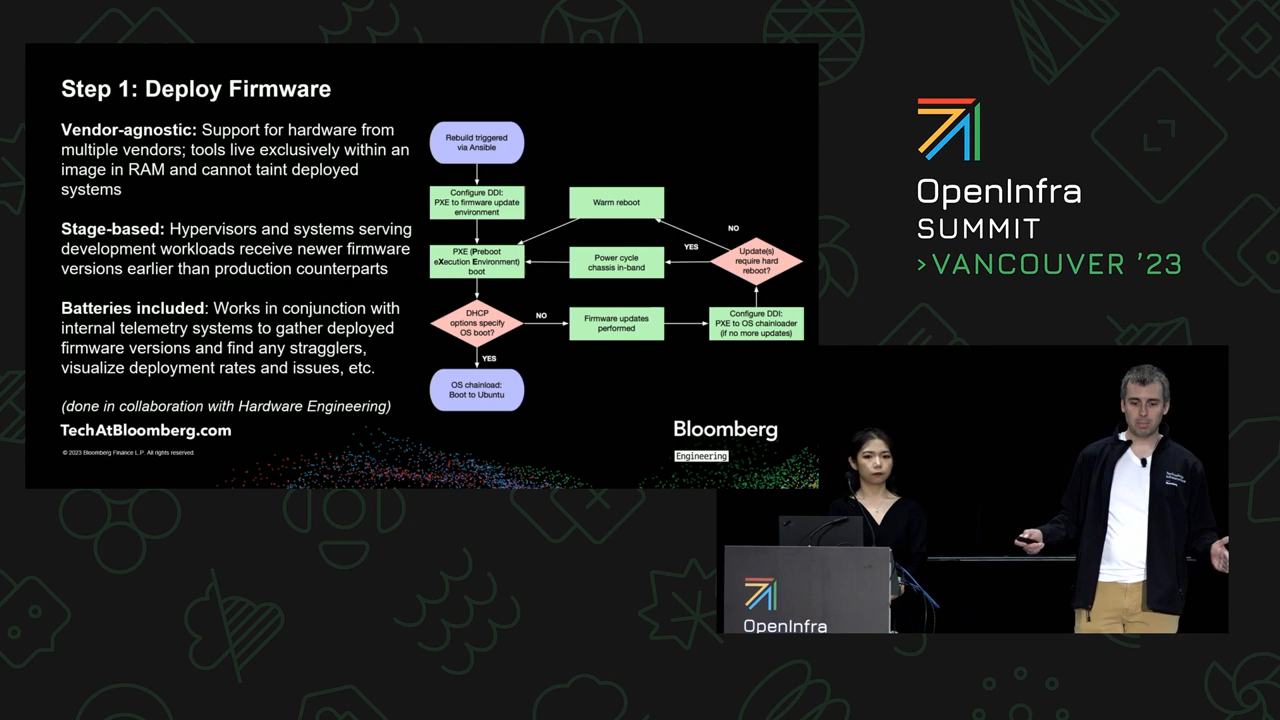 Step 1: Deploy Firmware
Vendor-agnostic: Support for hardware from
multiple vendors; tools live exclusively within an
image in RAM and cannot taint deployed
systems
Stage-based: Hypervisors and systems serving
development workloads receive newer firmware
versions earlier than production counterparts
Batteries included: Works in conjunction with
internal telemetry systems to gather deployed
firmware versions and find any stragglers,
visualize deployment rates and issues, etc.
(done in collaboration with Hardware Engineering)
TechAtBloomberg.com
© 2023 Bloomberg Finance L.P. All rights reserved.
Rebuild triggered
via Ansible
Configure DDI:
PXE to firmware update
environment
PXE (Preboot
eXecution Environment)
boot
DHCP
options specify
OS boot?
YES
OS chainload:
Boot to Ubuntu
NO
Firmware updates
performed
Configure DDI:
PXE to OS chainloader
(if no more updates)
Update(s)
require hard
reboot?
YES
Power cycle
chassis in-band
NO
Warm reboot
Bloomberg
Engineering
OpenInfra
SUMMIT
>VANCOUVER '23
OpenInfra